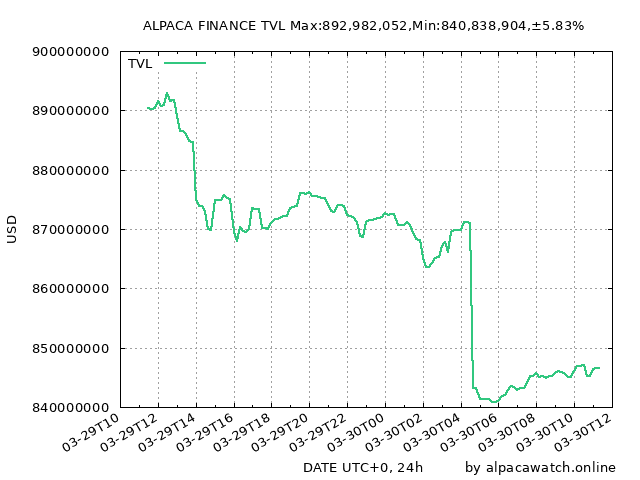 ALPACA FINANCE TVL Max:892,982,052,Min:840,838,904,±5.83%
900000000
TVL
890000000
880000000
870000000
860000000
850000000
840000000
USD
03-29T10
03-29T12
03-29T14
03-29T16
03-29T18
03-29T20
03-29T22
03-30T00
03-30T02
03-30T04
03-30T06
03-30T08
03-30T10
03-30T12
DATE UTC+0, 24h
by alpacawatch.online